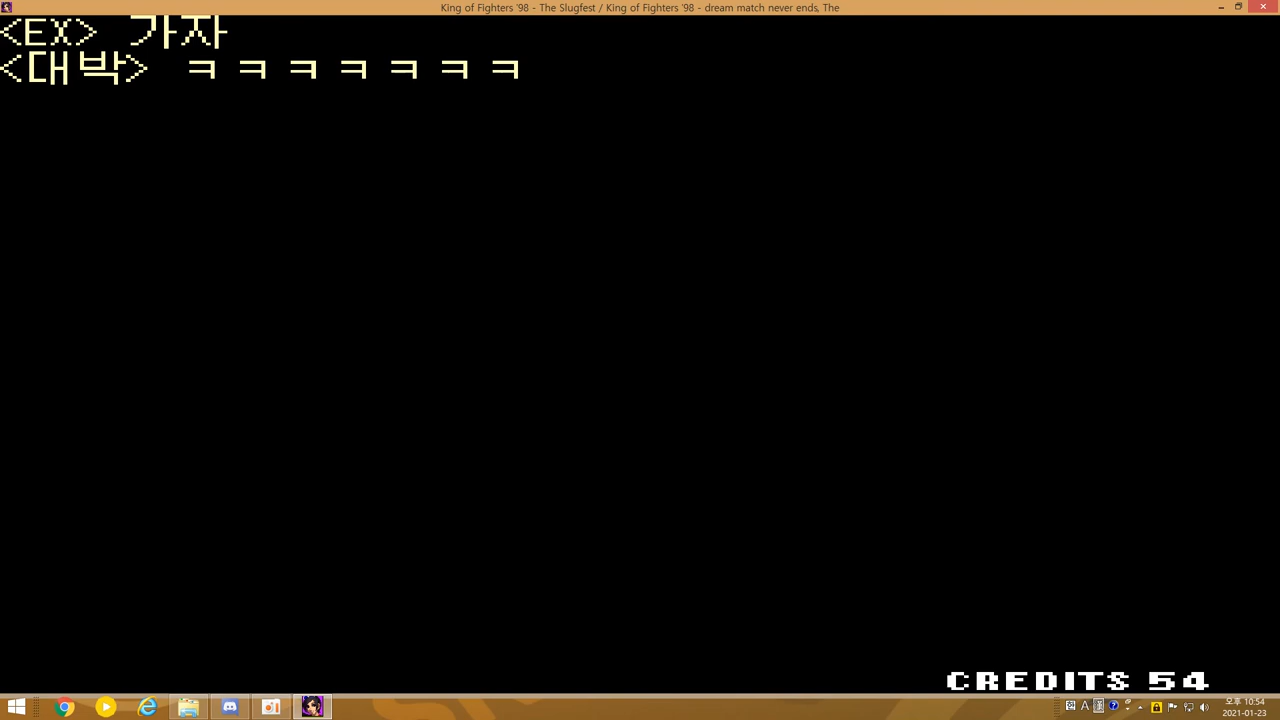 King of Fighters '98 - The Slugfest / King of Fighters '98 - dream match never ends, The
<EX> 가자
<대박> ㅋㅋㅋㅋㅋㅋㅋ
CREDITS 54
A
오후 10:54
2021-01-23